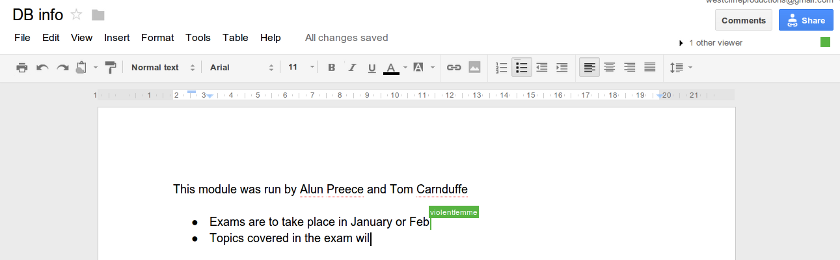 westclineproductions@gmail.com
DB info
Comments
Share
File Edit View Insert Format Tools Table Help All changes saved
1 other viewer
Normal text Arial 11 B I U A A
1 1 2 3 4 5 6 7 8 9 10 11 12 13 14 15 16 17 18 19 20 21
This module was run by Alun Preece and Tom Carnduffe
violentfemme
● Exams are to take place in January or Feb
● Topics covered in the exam wil